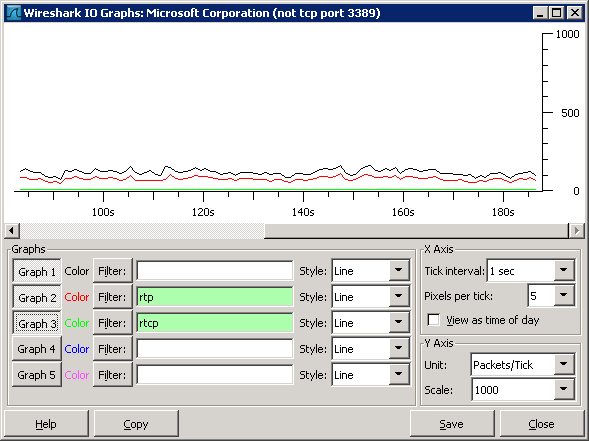 Wireshark IO Graphs: Microsoft Corporation (not tcp port 3389)
1000
500
0
100s 120s 140s 160s 180s
Graphs
Graph 1 Color Filter: Style: Line
Graph 2 Color Filter: rtp Style: Line
Graph 3 Color Filter: rtcp Style: Line
Graph 4 Color Filter: Style: Line
Graph 5 Color Filter: Style: Line
X Axis
Tick interval: 1 sec
Pixels per tick: 5
View as time of day
Y Axis
Unit: Packets/Tick
Scale: 1000
Help Copy Save Close